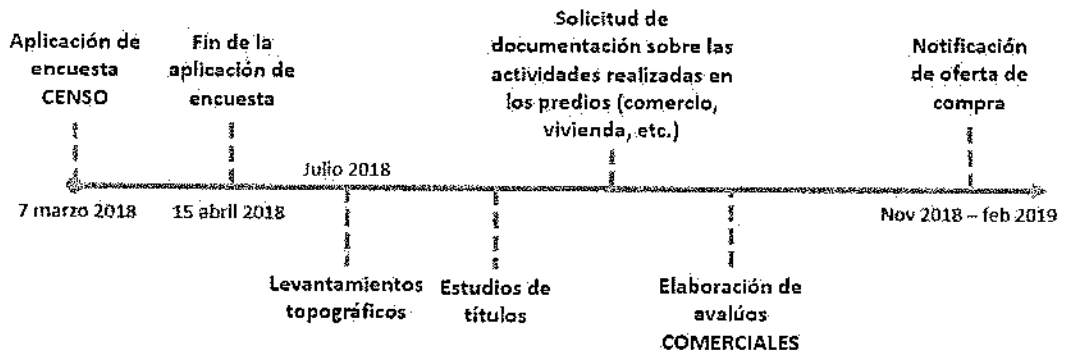 Aplicación de
encuesta
CENSO
Fin de la
aplicación de
encuesta
Solicitud de
documentación sobre las
actividades realizadas en
los predios (comercio,
vivienda, etc.)
Notificación
de oferta de
compra
Julio 2018
7 marzo 2018
15 abril 2018
Nov 2018 – feb 2019
Levantamientos
topográficos
Estudios de
títulos
Elaboración de
avalúos
COMERCIALES